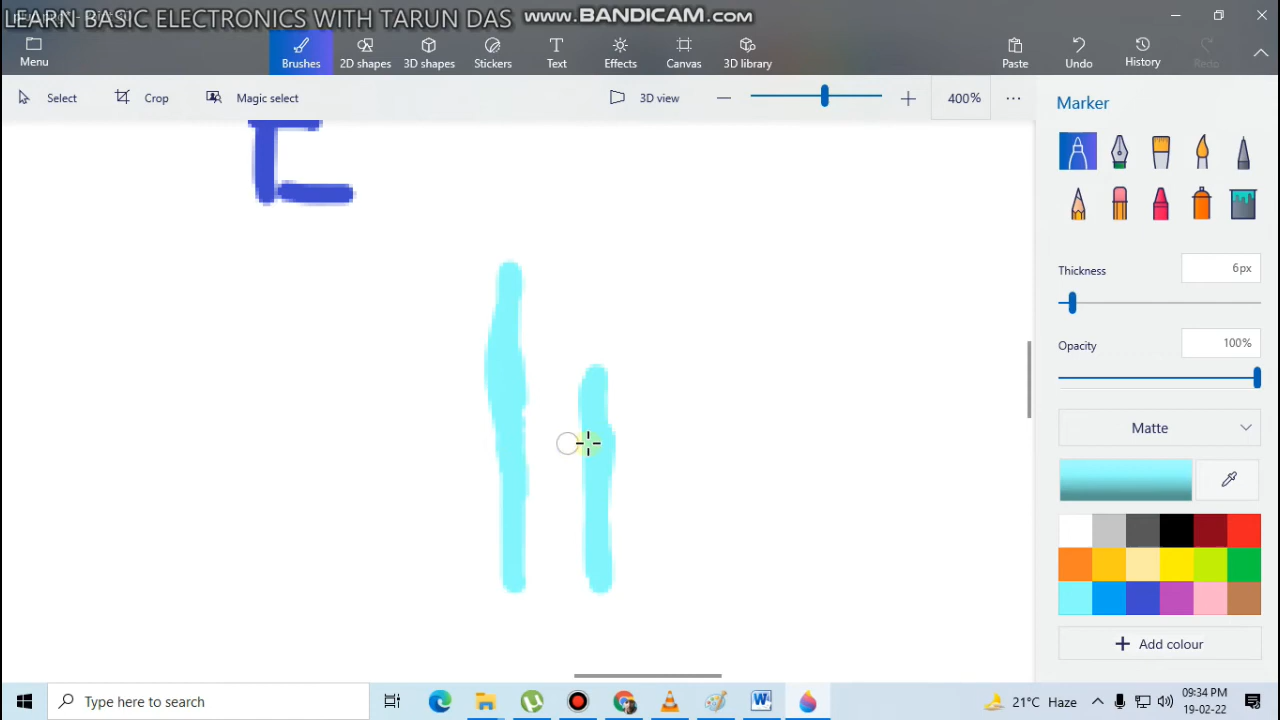 LEARN BASIC ELECTRONICS WITH TARUN DAS www.BANDICAM.com
Menu Brushes 2D shapes 3D shapes Stickers Text Effects Canvas 3D library Paste Undo History Redo
Select Crop Magic select 3D view 400%
Marker
Thickness 6px
Opacity 100%
Matte
Add colour
Type here to search
21°C Haze
09:34 PM
19-02-22